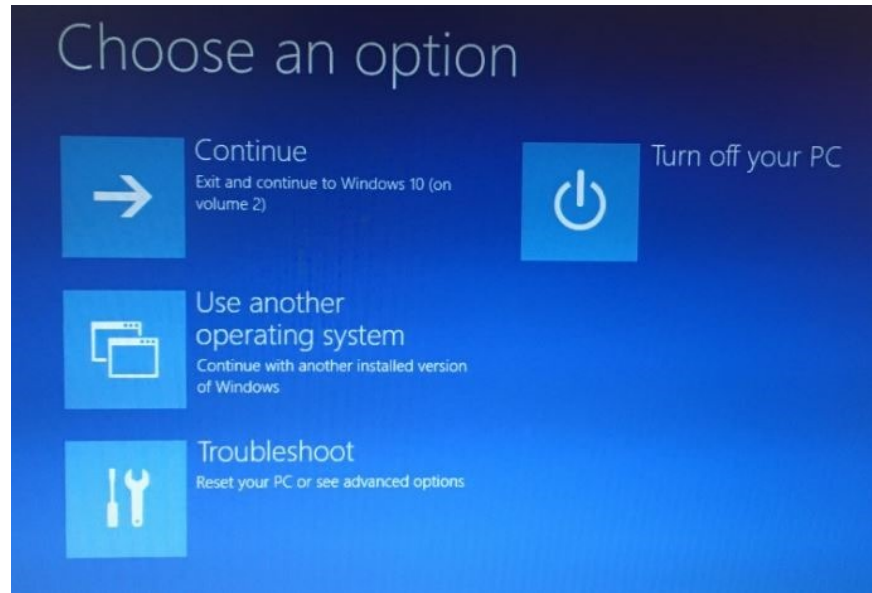 Choose an option
Continue
Exit and continue to Windows 10 (on
volume 2)
Turn off your PC
Use another
operating system
Continue with another installed version
of Windows
Troubleshoot
Reset your PC or see advanced options